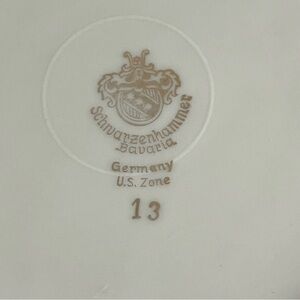 Schwarzenhammer
Bavaria
Germany
U.S. Zone
13